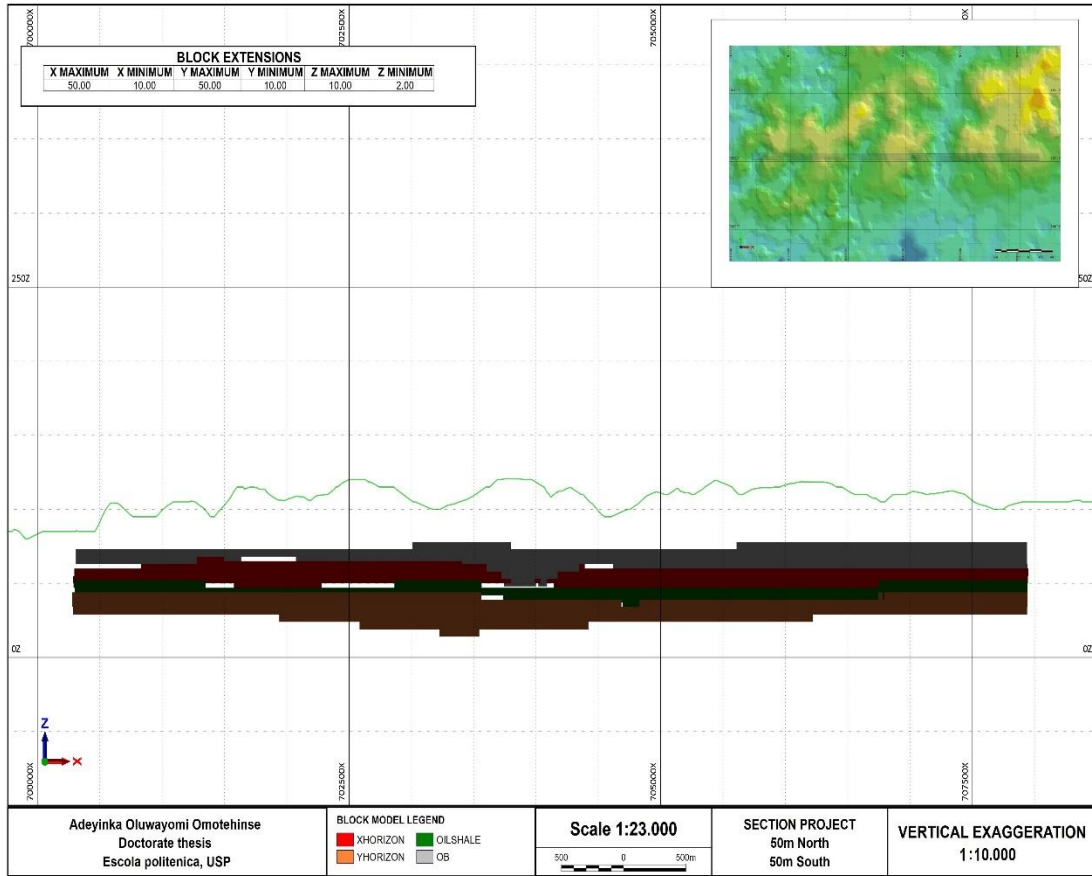 700000X
702500X
705000X
BLOCK EXTENSIONS
X MAXIMUM X MINIMUM Y MAXIMUM Y MINIMUM Z MAXIMUM Z MINIMUM
50.00 10.00 50.00 10.00 10.00 2.00
250Z
0Z
0Z
Z
X
700000X
702500X
705000X
707500X
Adeyinka Oluwayomi Omotehinse
Doctorate thesis
Escola politenica, USP
BLOCK MODEL LEGEND
XHORIZON OILSHALE
YHORIZON OB
Scale 1:23.000
500 0 500m
SECTION PROJECT
50m North
50m South
VERTICAL EXAGGERATION
1:10.000